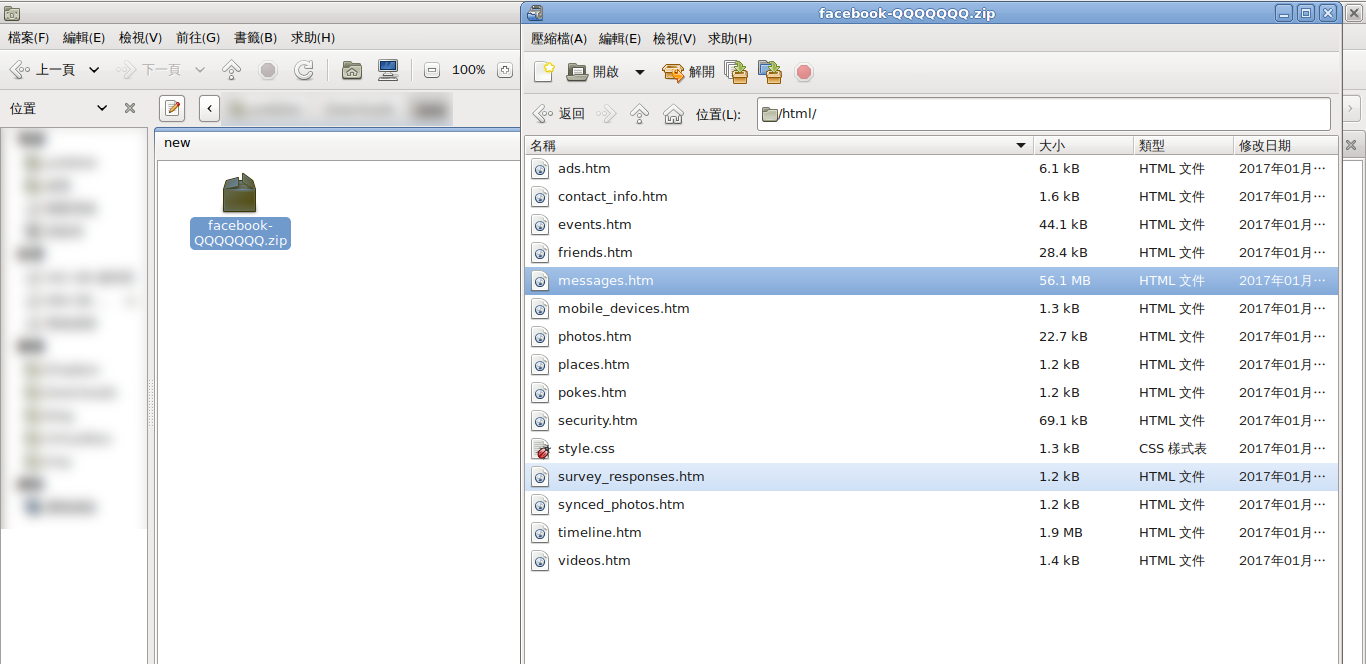 facebook-QQQQQQQ.zip
檔案(F) 編輯(E) 檢視(V) 前往(G) 書籤(B) 求助(H)
上一頁 下一頁 100%
位置
new
facebook-
QQQQQQQ.zip
壓縮檔(A) 編輯(E) 檢視(V) 求助(H)
開啟 解開
返回 位置(L): /html/
名稱 大小 類型 修改日期
ads.htm 6.1 kB HTML 文件 2017年01月…
contact_info.htm 1.6 kB HTML 文件 2017年01月…
events.htm 44.1 kB HTML 文件 2017年01月…
friends.htm 28.4 kB HTML 文件 2017年01月…
messages.htm 56.1 MB HTML 文件 2017年01月…
mobile_devices.htm 1.3 kB HTML 文件 2017年01月…
photos.htm 22.7 kB HTML 文件 2017年01月…
places.htm 1.2 kB HTML 文件 2017年01月…
pokes.htm 1.2 kB HTML 文件 2017年01月…
security.htm 69.1 kB HTML 文件 2017年01月…
style.css 1.3 kB CSS 樣式表 2017年01月…
survey_responses.htm 1.2 kB HTML 文件 2017年01月…
synced_photos.htm 1.2 kB HTML 文件 2017年01月…
timeline.htm 1.9 MB HTML 文件 2017年01月…
videos.htm 1.4 kB HTML 文件 2017年01月…